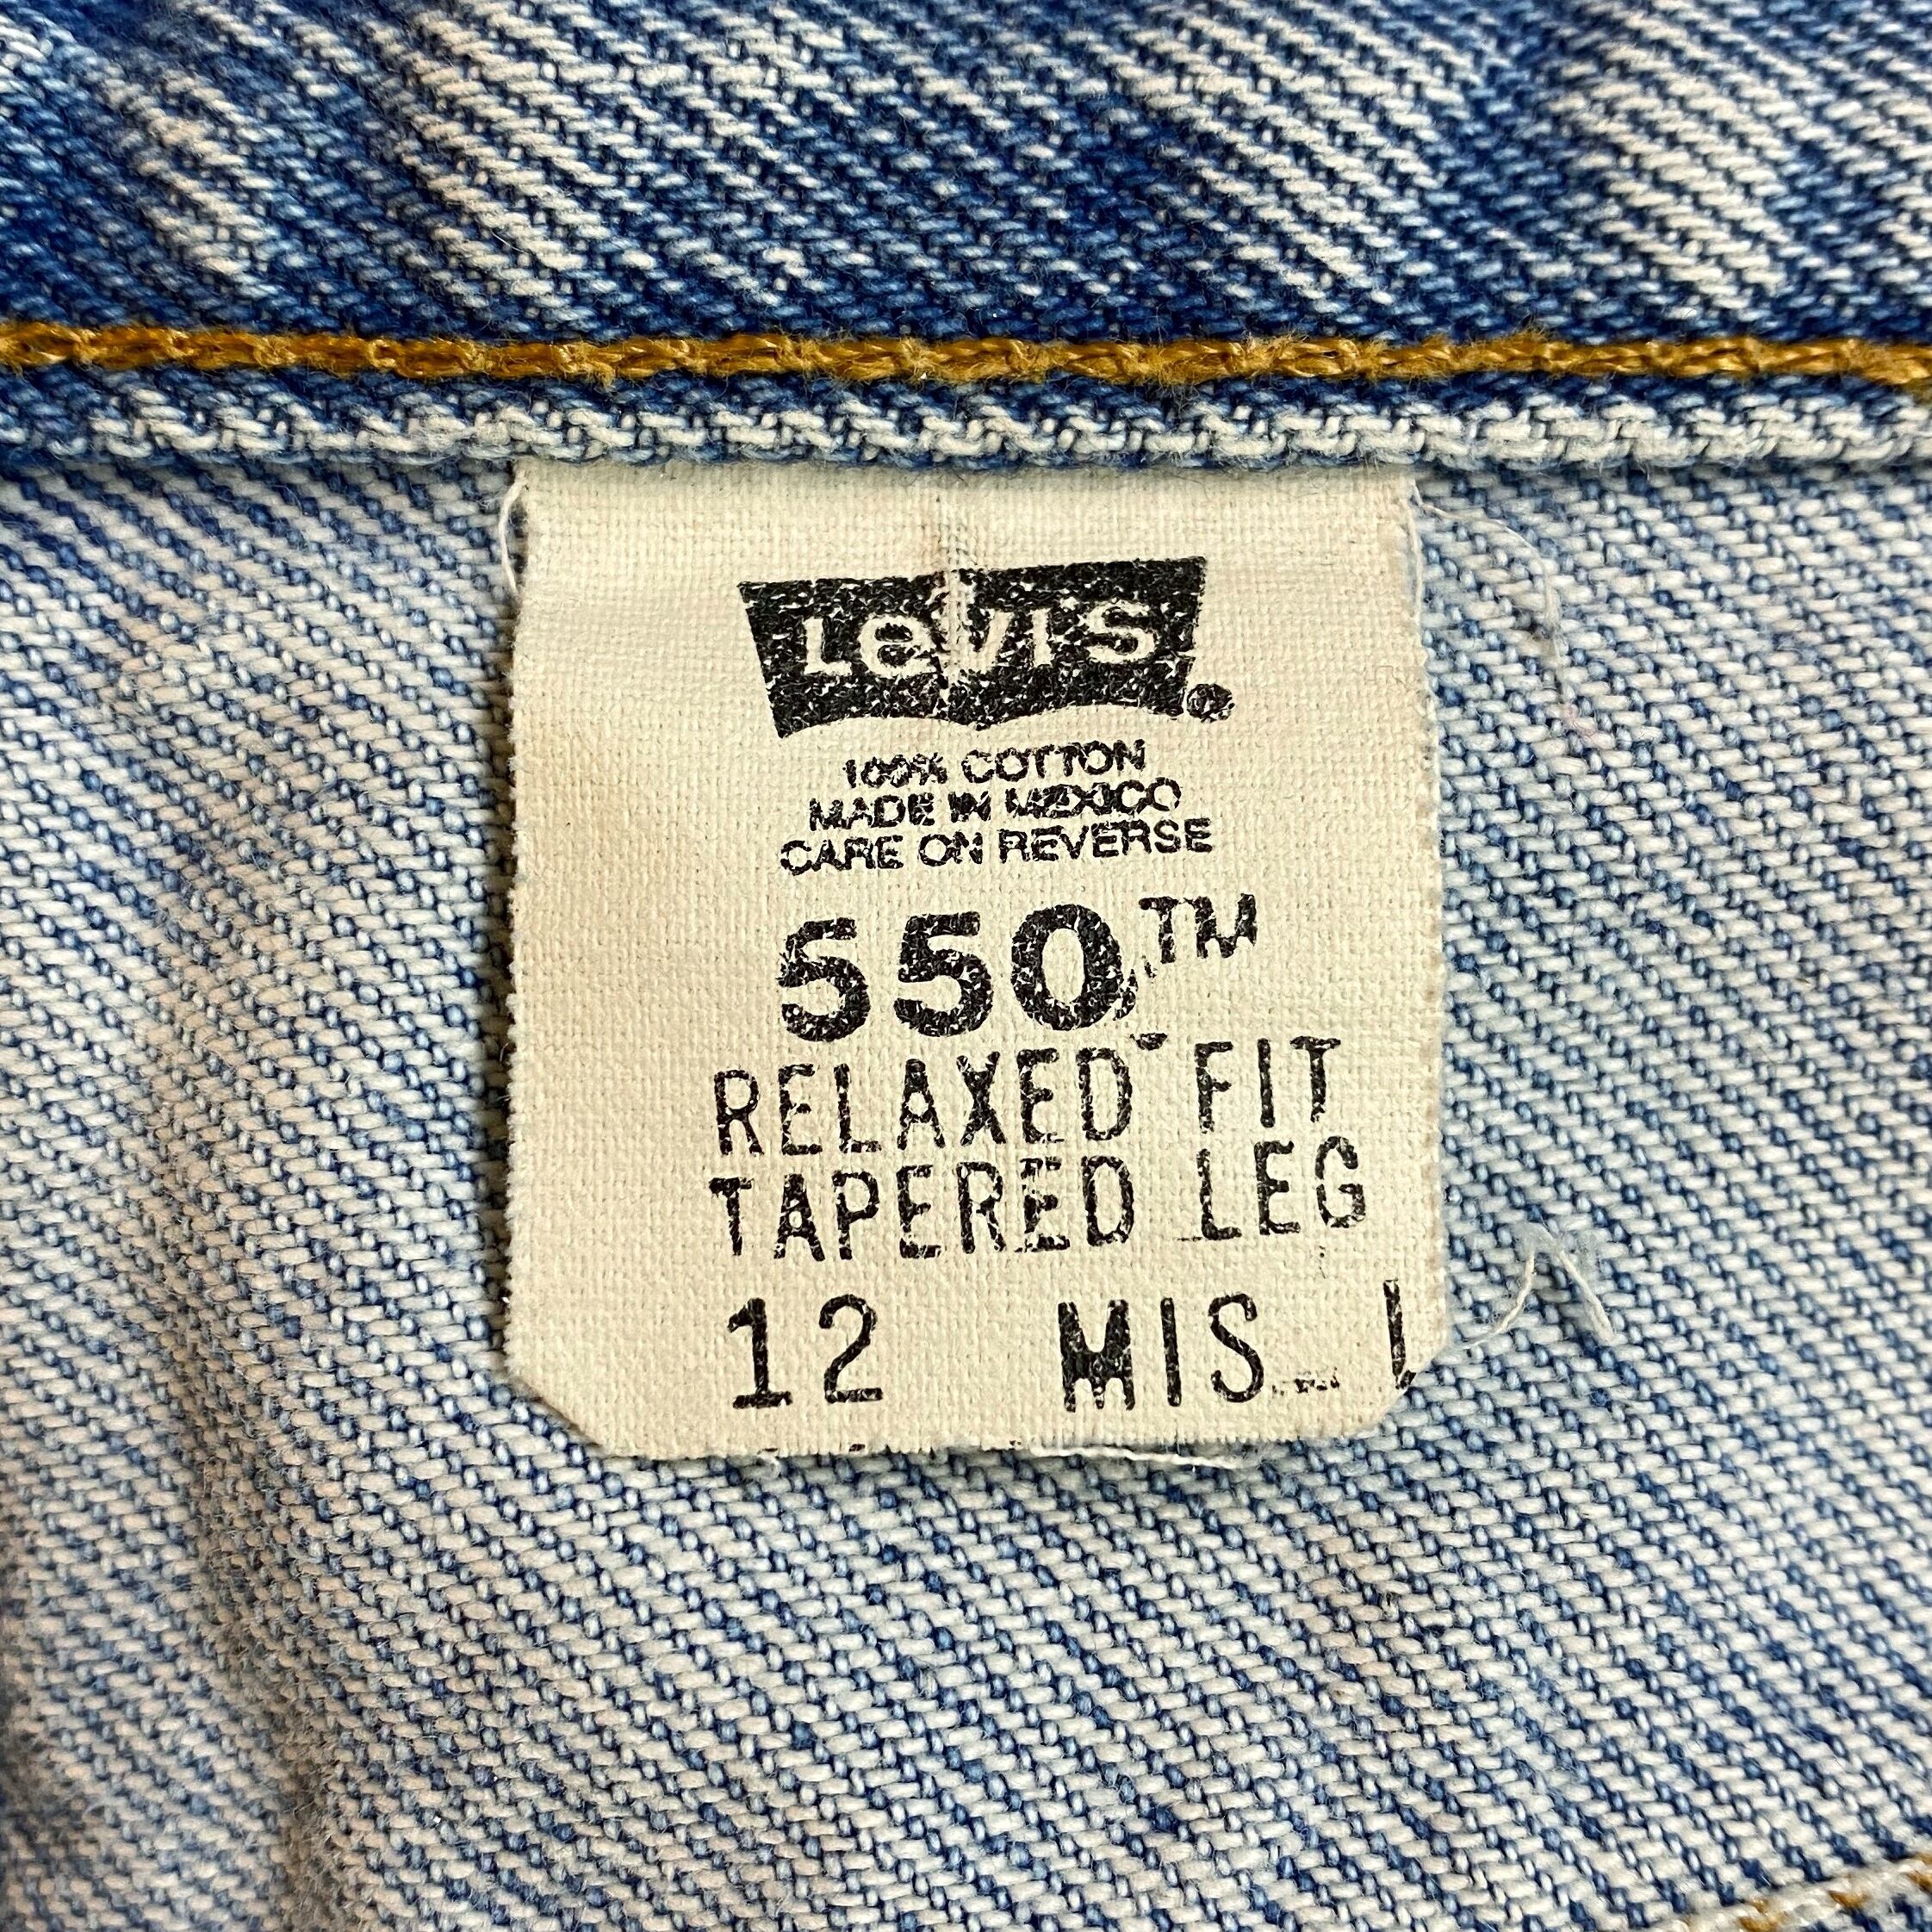 Levi's
100% COTTON
MADE IN MEXICO
CARE ON REVERSE
550™
RELAXED FIT
TAPERED LEG
12 MIS L